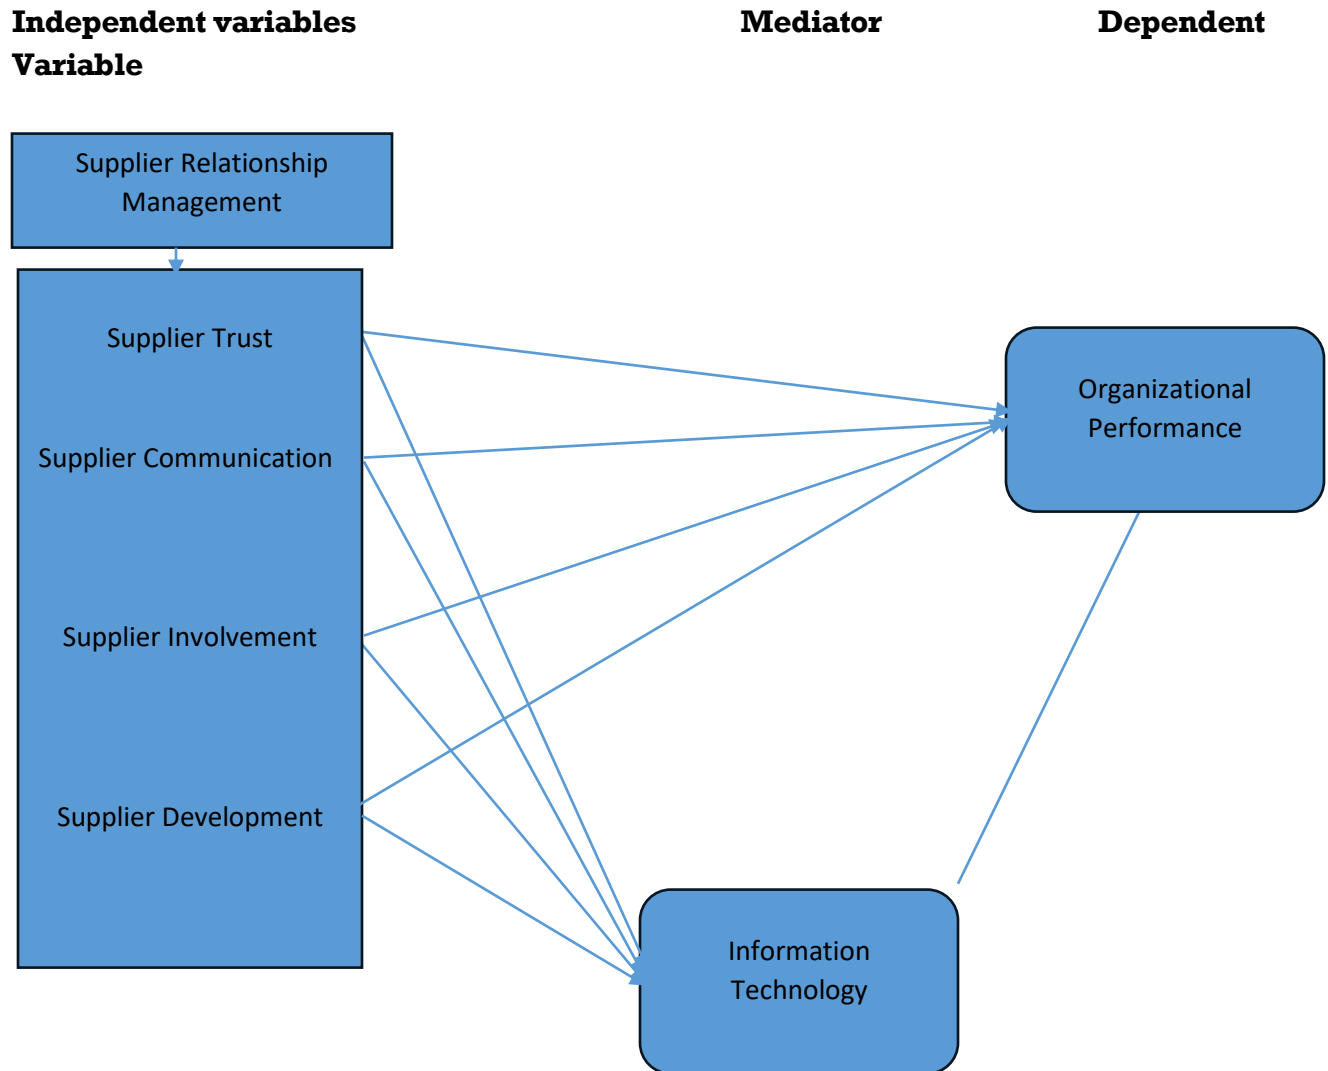 Independent variables Mediator Dependent
Variable
Supplier Relationship
Management
Supplier Trust
Supplier Communication
Supplier Involvement
Supplier Development
Organizational
Performance
Information
Technology